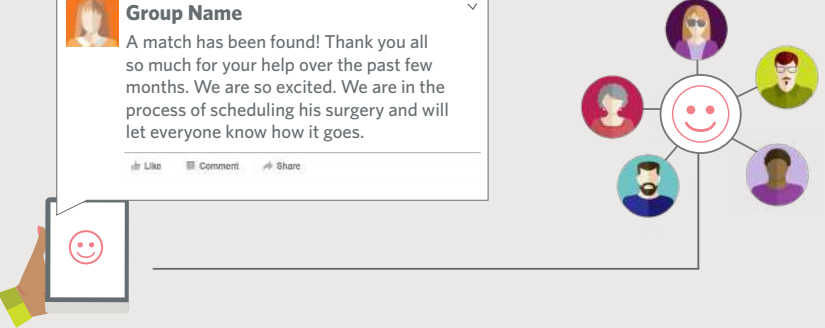 Group Name
A match has been found! Thank you all
so much for your help over the past few
months. We are so excited. We are in the
process of scheduling his surgery and will
let everyone know how it goes.
Like Comment Share